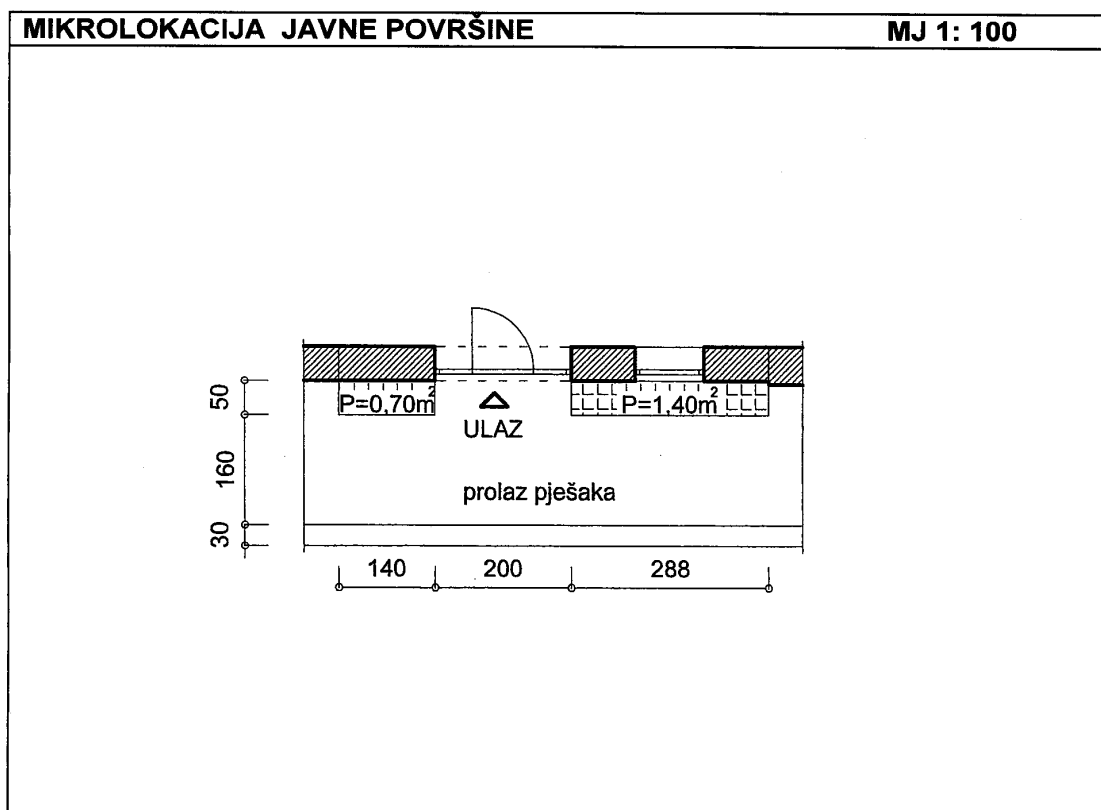 MIKROLOKACIJA JAVNE POVRŠINE MJ 1: 100
50
P=0,70m²
P=1,40m²
ULAZ
160
prolaz pješaka
30
140 200 288